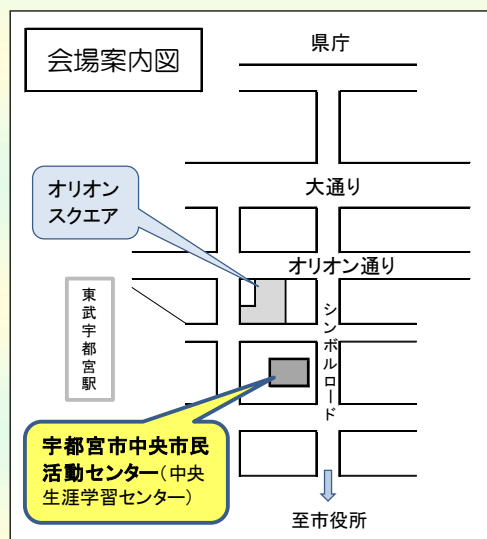 会場案内図
県庁
オリオン
スクエア
大通り
オリオン通り
東武宇都宮駅
シンボルロード
宇都宮市中央市民
活動センター(中央
生涯学習センター)
至市役所